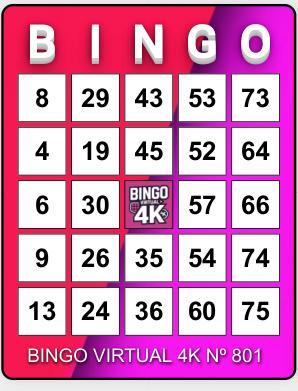 BINGO
8 29 43 53 73
4 19 45 52 64
6 30 BINGO VIRTUAL 4K 57 66
9 26 35 54 74
13 24 36 60 75
BINGO VIRTUAL 4K Nº 801